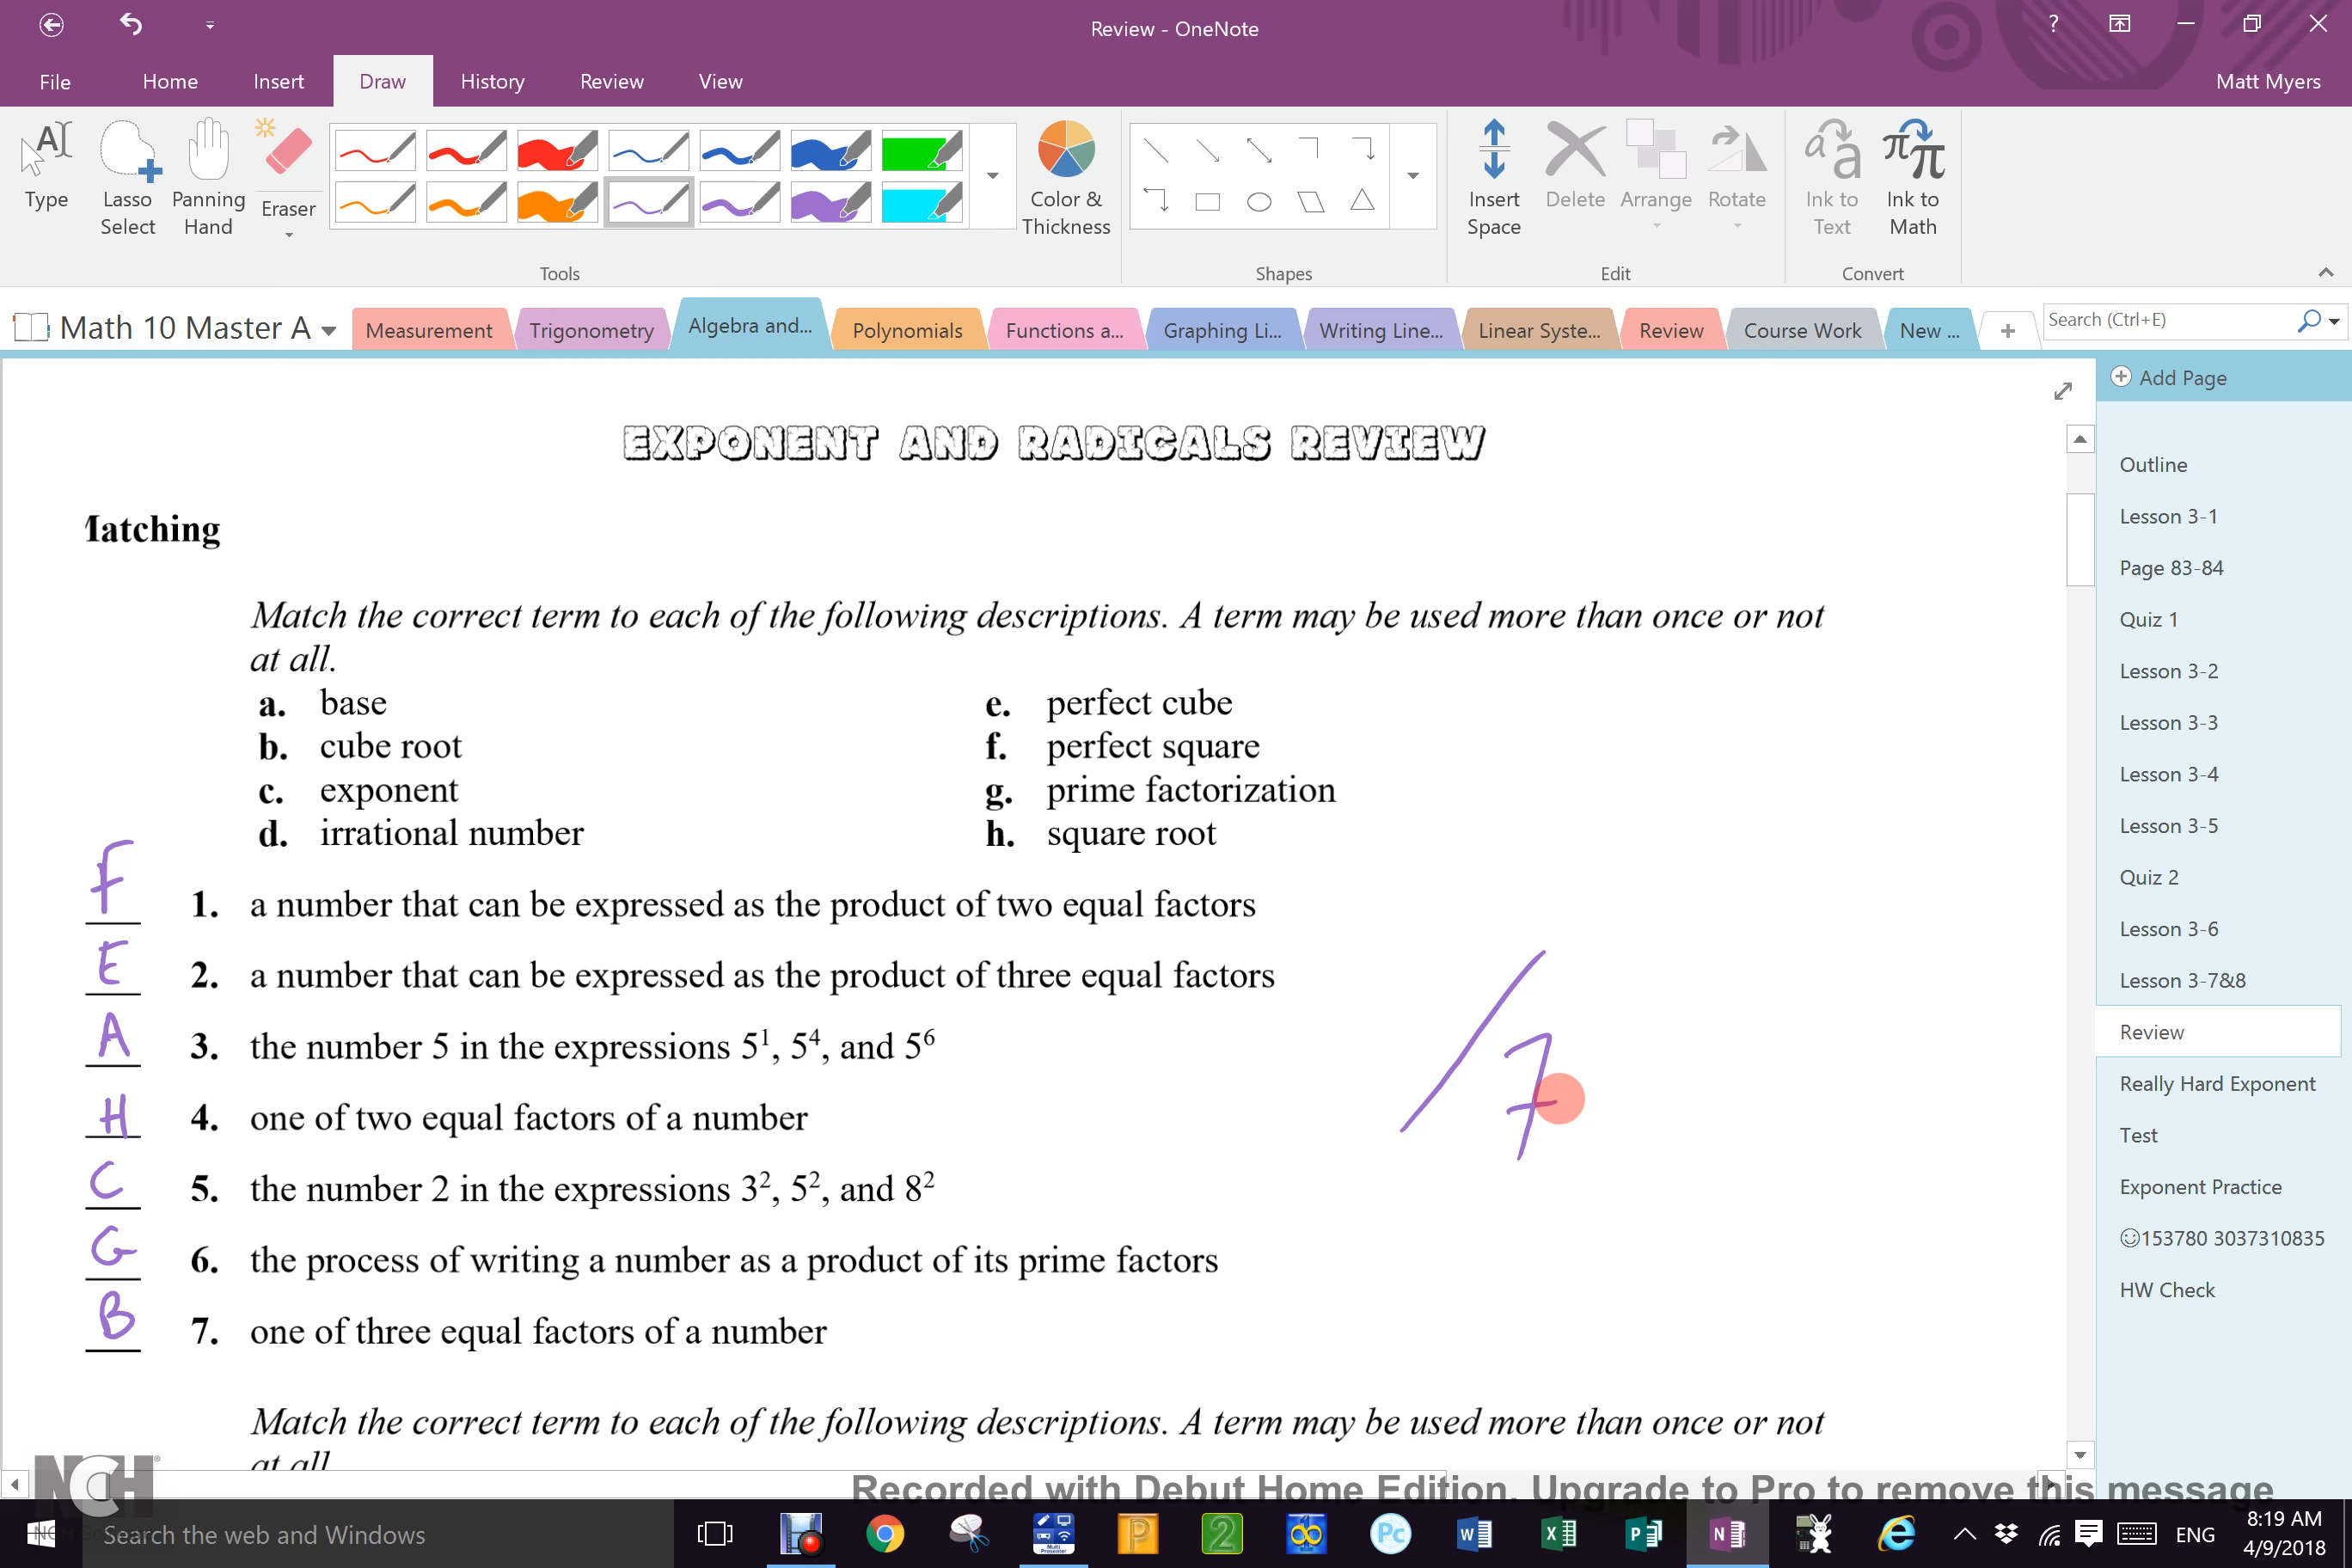 Review - OneNote
?
File Home Insert Draw History Review View Matt Myers
Type
Lasso Select
Panning Hand
Eraser
Color & Thickness
Insert Space
Delete
Arrange
Rotate
Ink to Text
Ink to Math
Tools Shapes Edit Convert
Math 10 Master A Measurement Trigonometry Algebra and... Polynomials Functions a... Graphing Li... Writing Line... Linear Syste... Review Course Work New ... + Search (Ctrl+E)
Add Page
EXPONENT AND RADICALS REVIEW
Matching
Match the correct term to each of the following descriptions. A term may be used more than once or not
at all.
a. base e. perfect cube
b. cube root f. perfect square
c. exponent g. prime factorization
d. irrational number h. square root
F 1. a number that can be expressed as the product of two equal factors
E 2. a number that can be expressed as the product of three equal factors
A 3. the number 5 in the expressions 5¹, 5⁴, and 5⁶
/7
H 4. one of two equal factors of a number
C 5. the number 2 in the expressions 3², 5², and 8²
G 6. the process of writing a number as a product of its prime factors
B 7. one of three equal factors of a number
Match the correct term to each of the following descriptions. A term may be used more than once or not
at all
Outline
Lesson 3-1
Page 83-84
Quiz 1
Lesson 3-2
Lesson 3-3
Lesson 3-4
Lesson 3-5
Quiz 2
Lesson 3-6
Lesson 3-7&8
Review
Really Hard Exponent
Test
Exponent Practice
☺153780 3037310835
HW Check
NCH
Recorded with Debut Home Edition. Upgrade to Pro to remove this message
Search the web and Windows
ENG
8:19 AM
4/9/2018